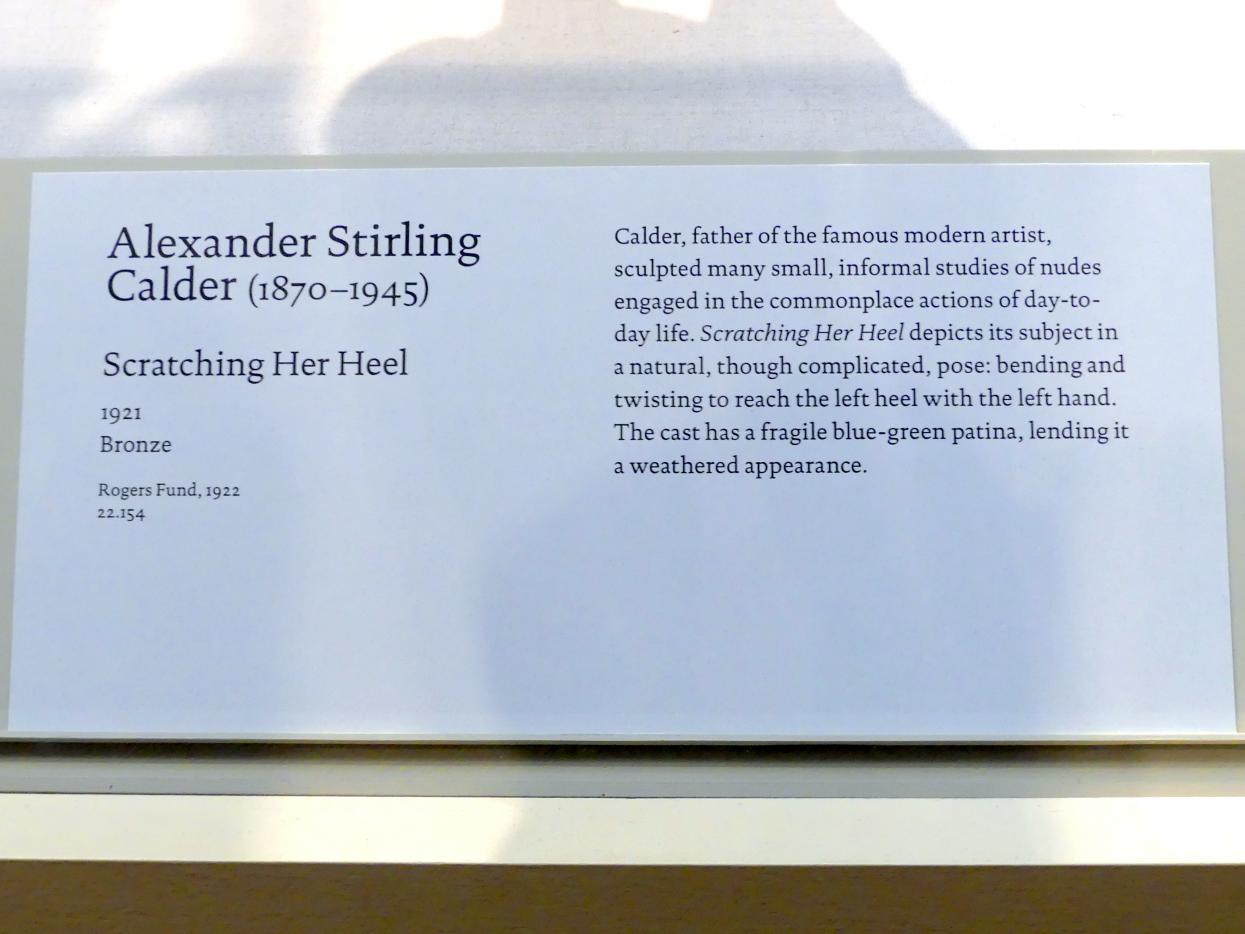 Alexander Stirling
Calder (1870–1945)
Scratching Her Heel
1921
Bronze
Rogers Fund, 1922
22.154
Calder, father of the famous modern artist,
sculpted many small, informal studies of nudes
engaged in the commonplace actions of day-to-
day life. Scratching Her Heel depicts its subject in
a natural, though complicated, pose: bending and
twisting to reach the left heel with the left hand.
The cast has a fragile blue-green patina, lending it
a weathered appearance.